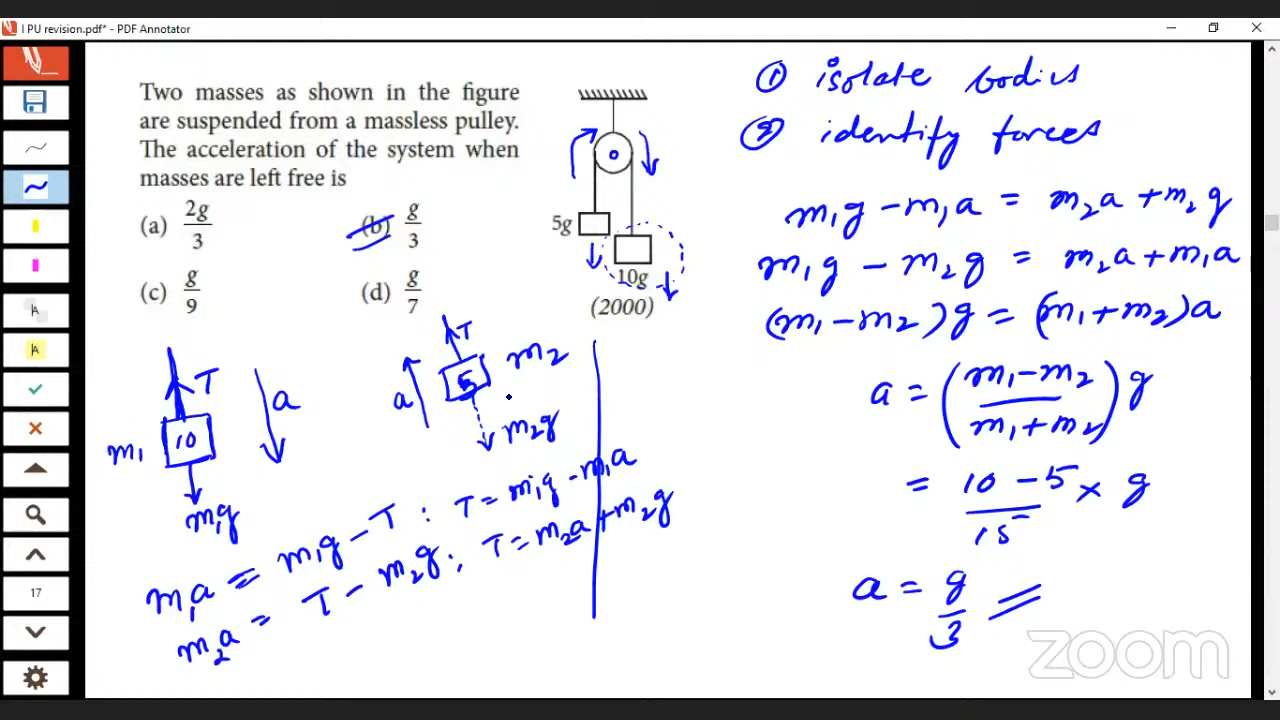 I PU revision.pdf* - PDF Annotator
Two masses as shown in the figure
are suspended from a massless pulley.
The acceleration of the system when
masses are left free is
(a) 2g/3
(b) g/3
(c) g/9
(d) g/7
5g
10g
(2000)
① isolate bodies
② identify forces
m1g - m1a = m2a + m2g
m1g - m2g = m2a + m1a
(m1 - m2) g = (m1 + m2) a
a = (m1 - m2 / m1 + m2) g
= 10 - 5 / 15 × g
a = g/3
T
10
m1
m1g
a
T
5
m2
a
m2g
m1a = m1g - T : T = m1g - m1a
m2a = T - m2g ; T = m2a + m2g
A
A
17
zoom